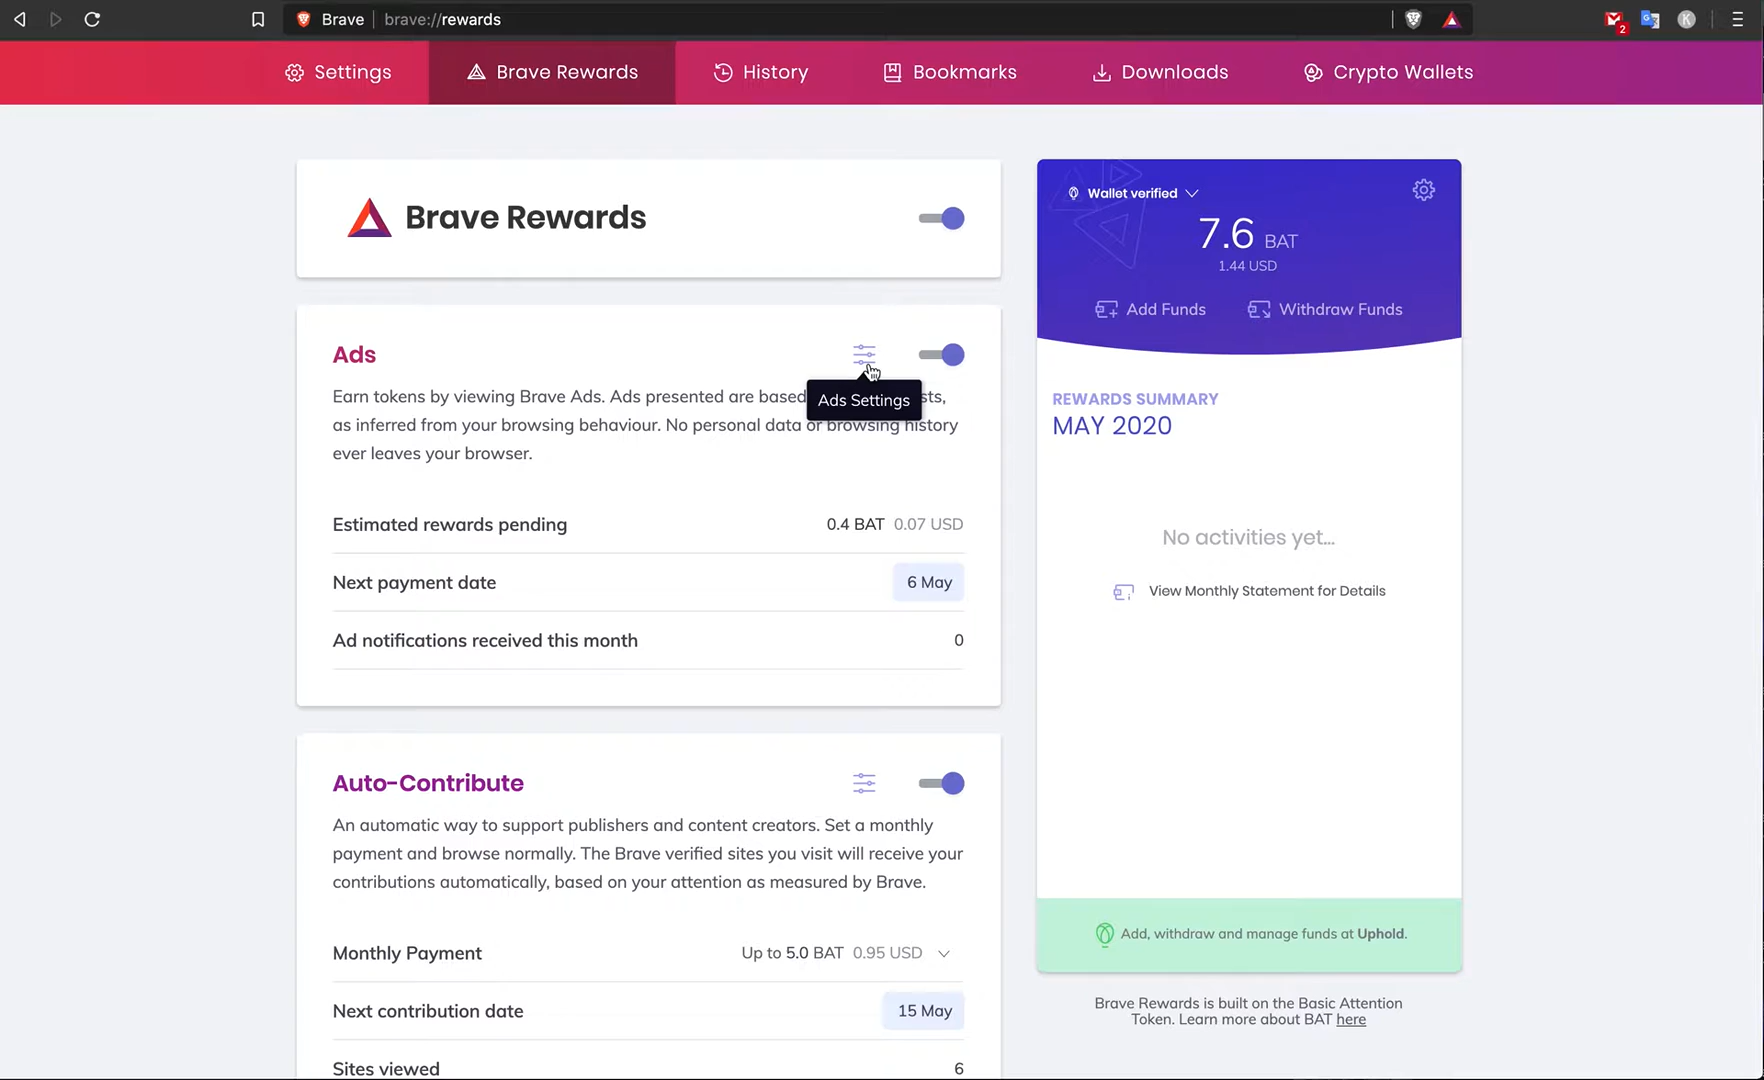 Brave
brave://rewards
2
K
Settings
Brave Rewards
History
Bookmarks
Downloads
Crypto Wallets
Brave Rewards
Ads
Ads Settings
Earn tokens by viewing Brave Ads. Ads presented are based sts,
as inferred from your browsing behaviour. No personal data or browsing history
ever leaves your browser.
Estimated rewards pending 0.4 BAT 0.07 USD
Next payment date 6 May
Ad notifications received this month 0
Auto-Contribute
An automatic way to support publishers and content creators. Set a monthly
payment and browse normally. The Brave verified sites you visit will receive your
contributions automatically, based on your attention as measured by Brave.
Monthly Payment Up to 5.0 BAT 0.95 USD
Next contribution date 15 May
Sites viewed 6
Wallet verified
7.6 BAT
1.44 USD
Add Funds Withdraw Funds
REWARDS SUMMARY
MAY 2020
No activities yet...
View Monthly Statement for Details
Add, withdraw and manage funds at Uphold.
Brave Rewards is built on the Basic Attention
Token. Learn more about BAT here